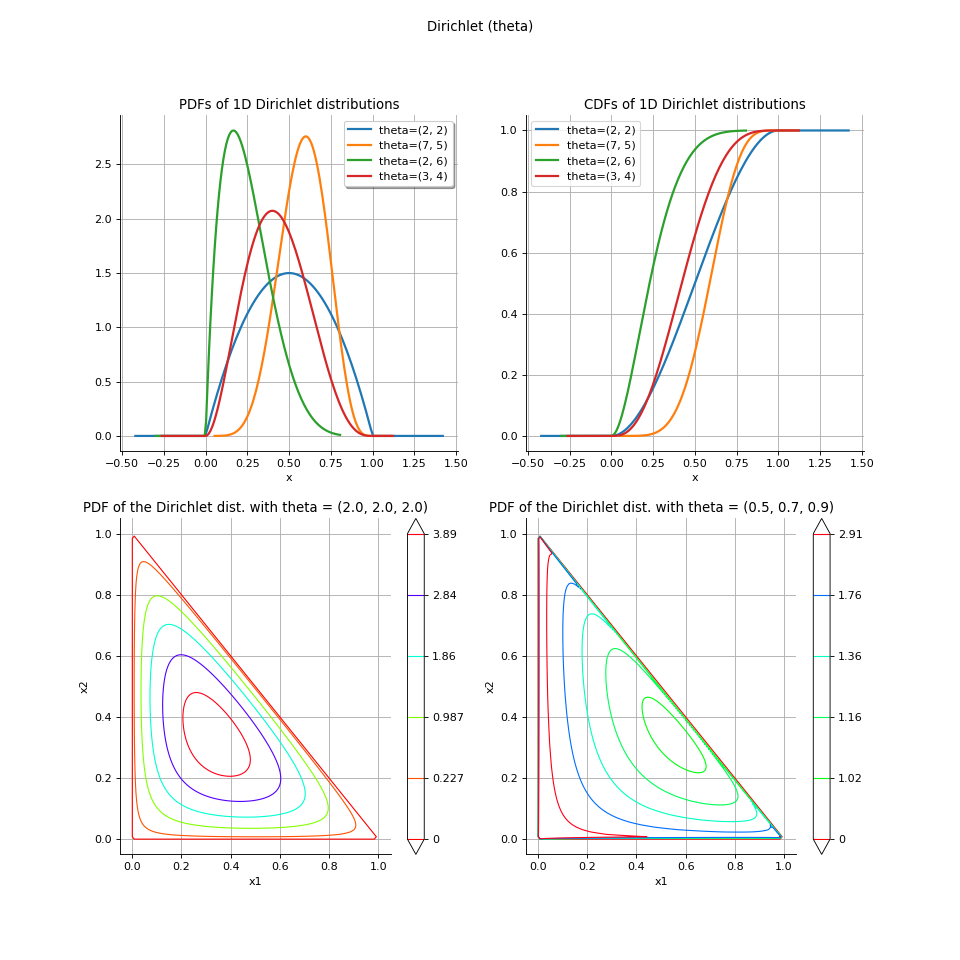 Dirichlet (theta)
PDFs of 1D Dirichlet distributions
theta=(2, 2)
theta=(7, 5)
theta=(2, 6)
theta=(3, 4)
2.5
2.0
1.5
1.0
0.5
0.0
−0.50 −0.25 0.00 0.25 0.50 0.75 1.00 1.25 1.50
x
CDFs of 1D Dirichlet distributions
theta=(2, 2)
theta=(7, 5)
theta=(2, 6)
theta=(3, 4)
1.0
0.8
0.6
0.4
0.2
0.0
−0.50 −0.25 0.00 0.25 0.50 0.75 1.00 1.25 1.50
x
PDF of the Dirichlet dist. with theta = (2.0, 2.0, 2.0)
1.0
0.8
0.6
0.4
0.2
0.0
x2
0.0 0.2 0.4 0.6 0.8 1.0
x1
3.89
2.84
1.86
0.987
0.227
0
PDF of the Dirichlet dist. with theta = (0.5, 0.7, 0.9)
1.0
0.8
0.6
0.4
0.2
0.0
x2
0.0 0.2 0.4 0.6 0.8 1.0
x1
2.91
1.76
1.36
1.16
1.02
0